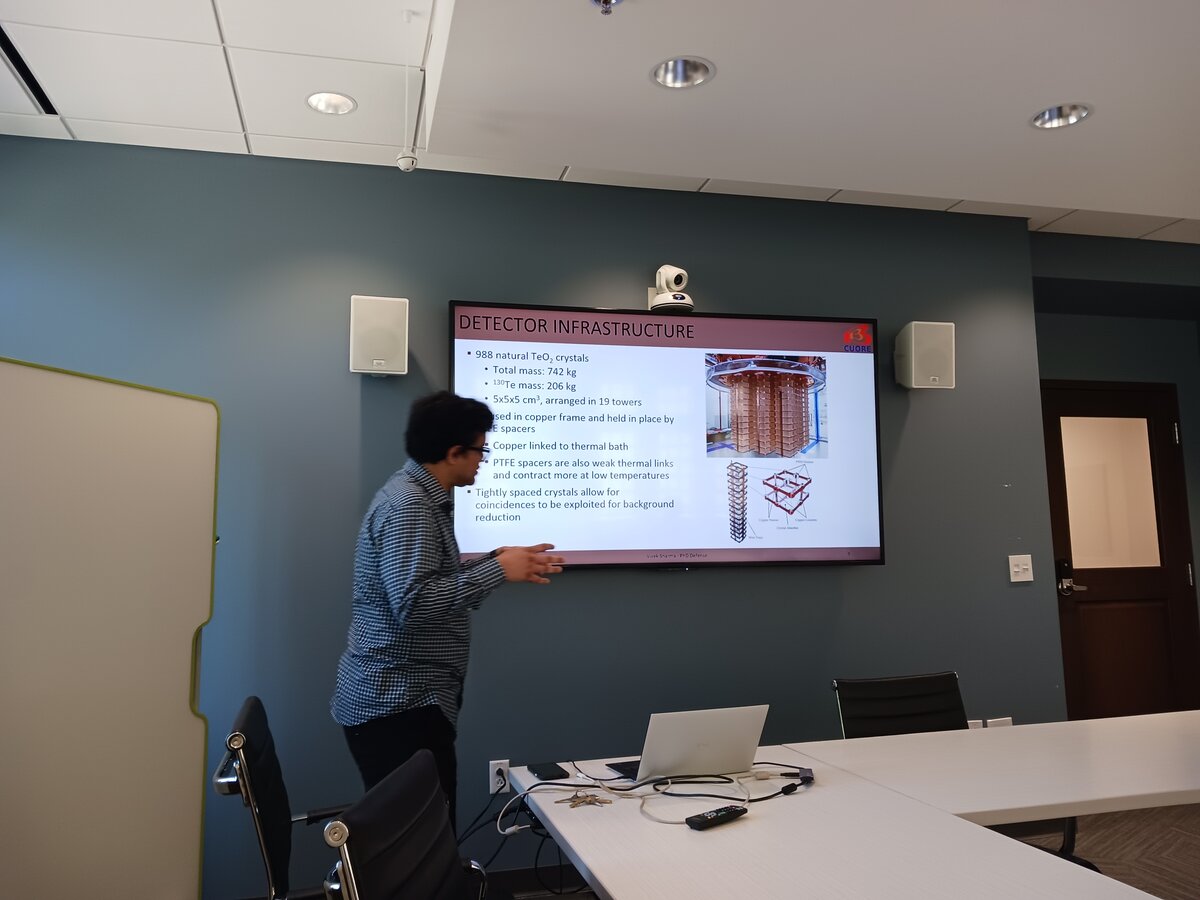 DETECTOR INFRASTRUCTURE
CUORE
▪ 988 natural TeO₂ crystals
• Total mass: 742 kg
• ¹³⁰Te mass: 206 kg
• 5x5x5 cm³, arranged in 19 towers
in copper frame and held in place by
spacers
Copper linked to thermal bath
• PTFE spacers are also weak thermal links
and contract more at low temperatures
▪ Tightly spaced crystals allow for
coincidences to be exploited for background
reduction
Vivek Sharma - PhD Defense